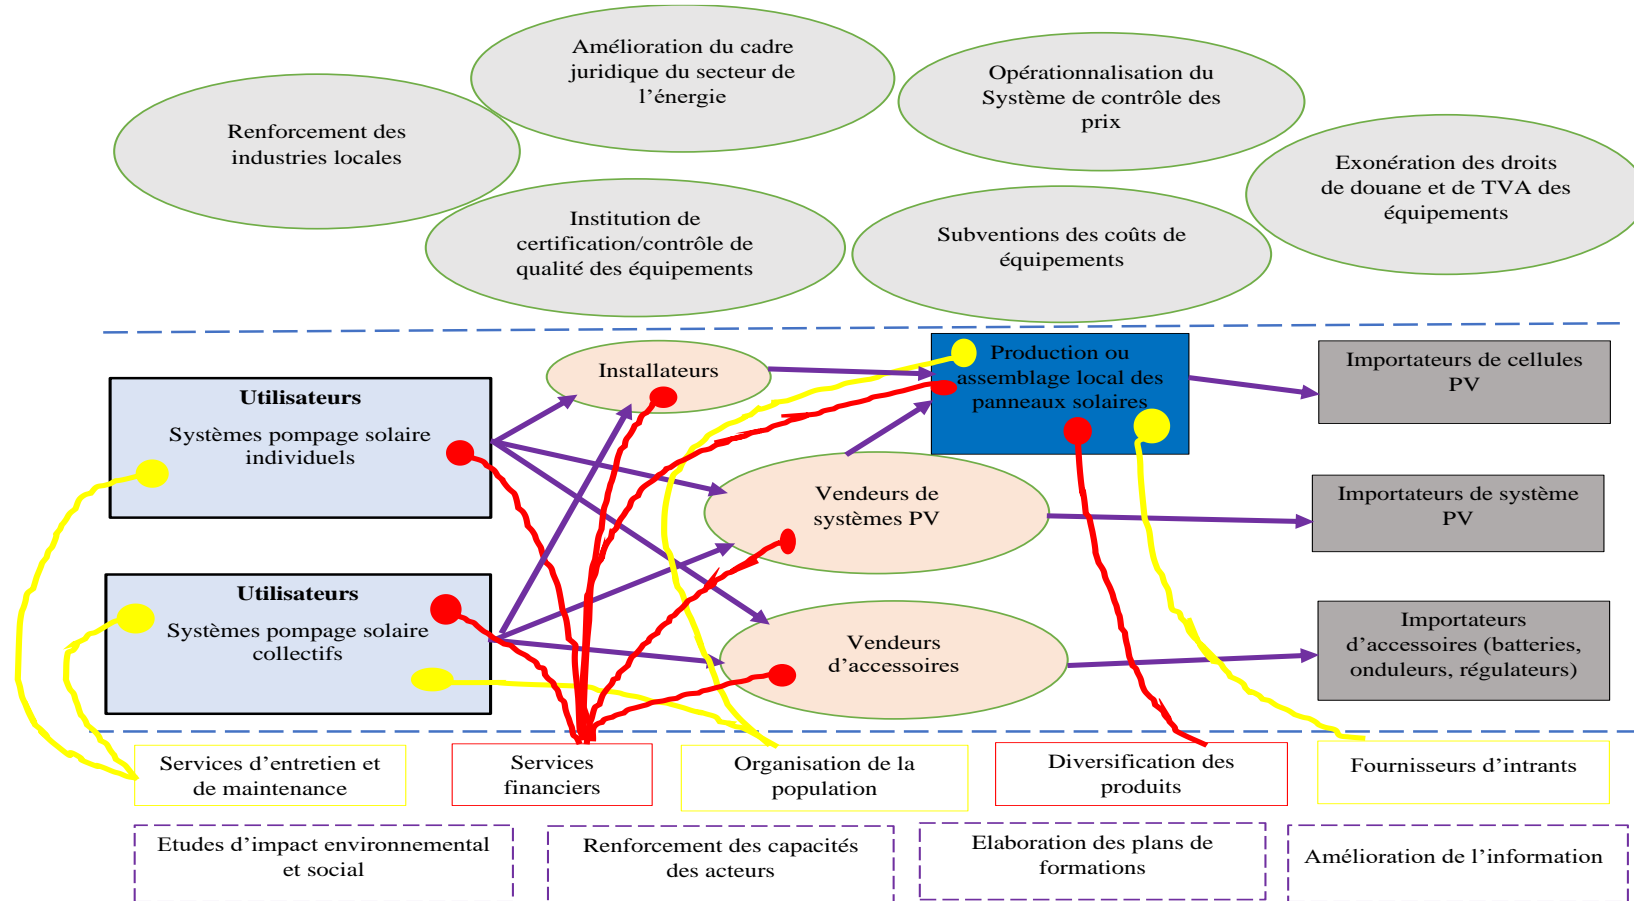 Amélioration du cadre
juridique du secteur de
l’énergie
Opérationnalisation du
Système de contrôle des
prix
Renforcement des
industries locales
Exonération des droits
de douane et de TVA des
équipements
Institution de
certification/contrôle de
qualité des équipements
Subventions des coûts de
équipements
Utilisateurs
Systèmes pompage solaire
individuels
Installateurs
Production ou
assemblage local des
panneaux solaires
Importateurs de cellules
PV
Vendeurs de
systèmes PV
Importateurs de système
PV
Utilisateurs
Systèmes pompage solaire
collectifs
Vendeurs
d’accessoires
Importateurs
d’accessoires (batteries,
onduleurs, régulateurs)
Services d’entretien et
de maintenance
Services
financiers
Organisation de la
population
Diversification des
produits
Fournisseurs d’intrants
Etudes d’impact environnemental
et social
Renforcement des capacités
des acteurs
Elaboration des plans de
formations
Amélioration de l’information